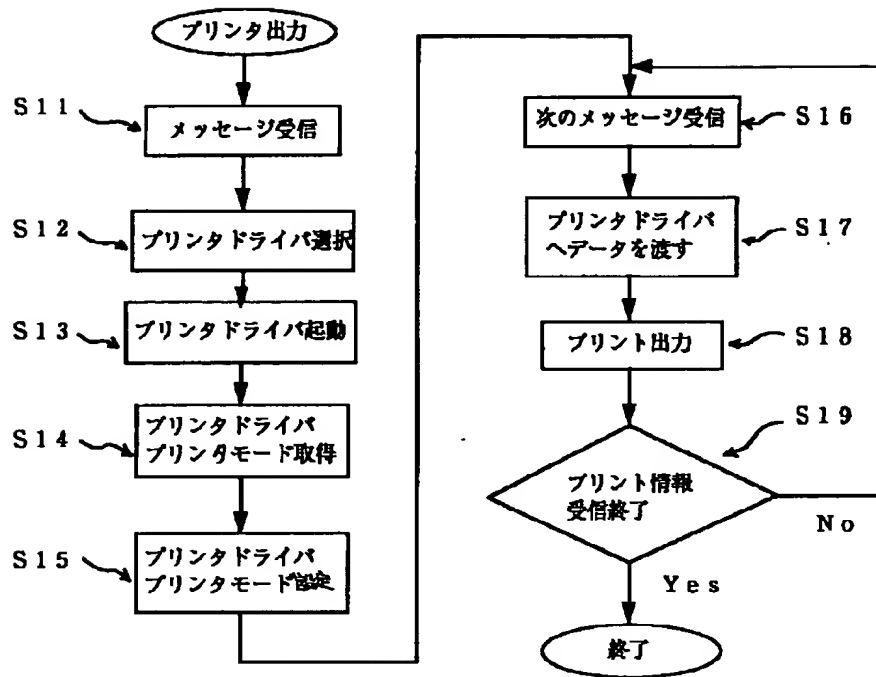 プリンタ出力
S11
メッセージ受信
S12
プリンタドライバ選択
S13
プリンタドライバ起動
S14
プリンタドライバ
プリンタモード取得
S15
プリンタドライバ
プリンタモード設定
次のメッセージ受信
S16
プリンタドライバ
へデータを渡す
S17
プリント出力
S18
S19
プリント情報
受信終了
No
Yes
終了